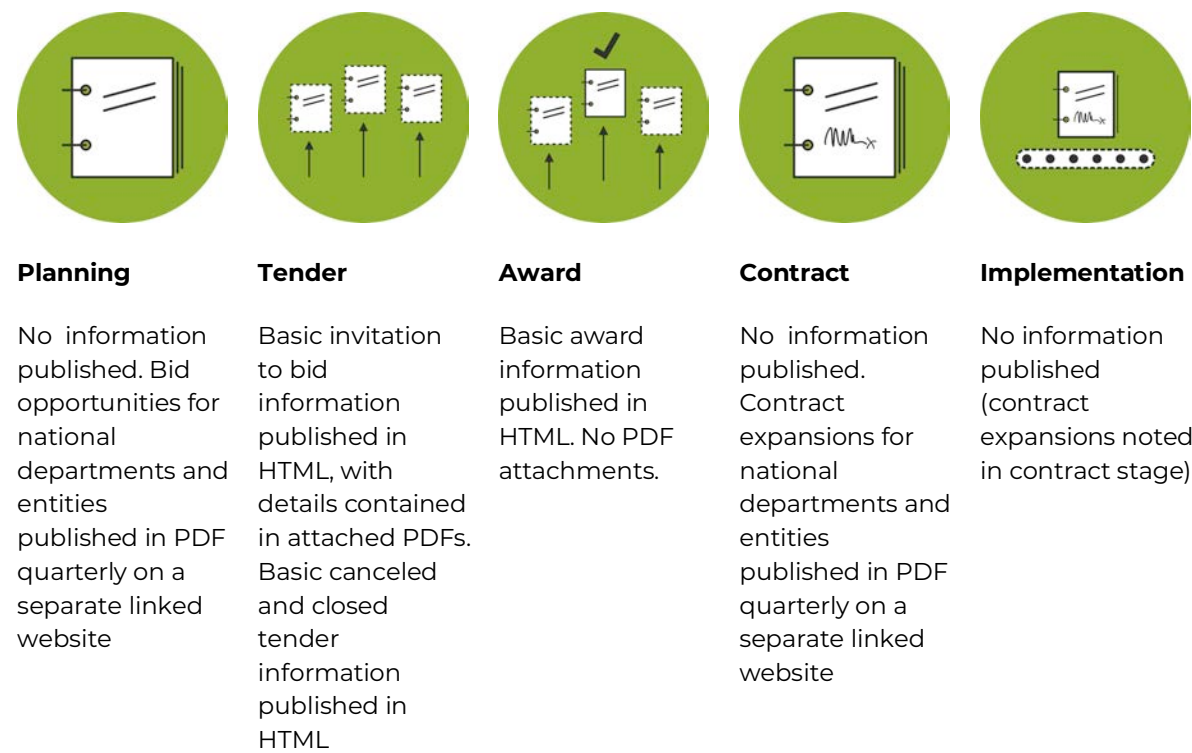 Planning
No information
published. Bid
opportunities for
national
departments and
entities
published in PDF
quarterly on a
separate linked
website
Tender
Basic invitation
to bid
information
published in
HTML, with
details contained
in attached PDFs.
Basic canceled
and closed
tender
information
published in
HTML
Award
Basic award
information
published in
HTML. No PDF
attachments.
Contract
No information
published.
Contract
expansions for
national
departments and
entities
published in PDF
quarterly on a
separate linked
website
Implementation
No information
published
(contract
expansions noted
in contract stage)